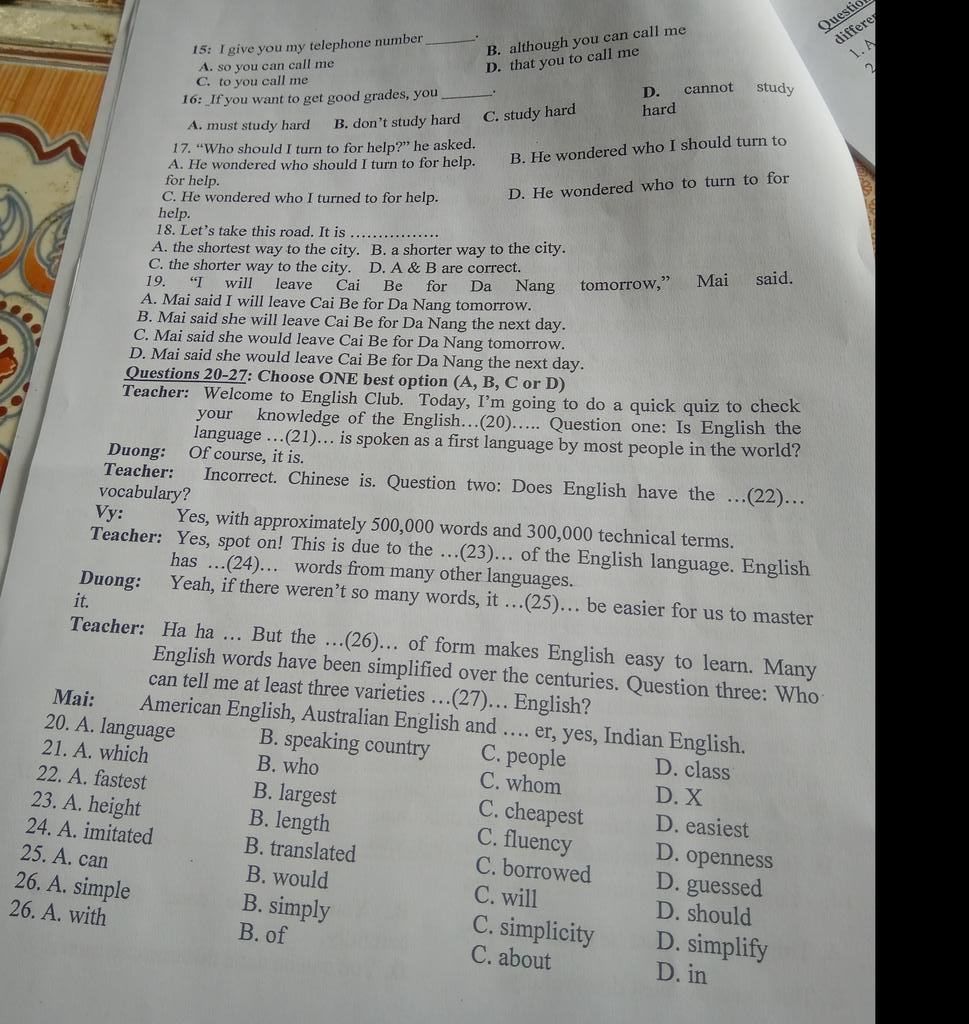 15: I give you my telephone number ________.
A. so you can call me B. although you can call me
C. to you call me D. that you to call me
16: If you want to get good grades, you ________.
A. must study hard B. don't study hard C. study hard D. cannot study hard
17. "Who should I turn to for help?" he asked.
A. He wondered who should I turn to for help. B. He wondered who I should turn to
for help.
C. He wondered who I turned to for help. D. He wondered who to turn to for
help.
18. Let's take this road. It is ................
A. the shortest way to the city. B. a shorter way to the city.
C. the shorter way to the city. D. A & B are correct.
19. "I will leave Cai Be for Da Nang tomorrow," Mai said.
A. Mai said I will leave Cai Be for Da Nang tomorrow.
B. Mai said she will leave Cai Be for Da Nang the next day.
C. Mai said she would leave Cai Be for Da Nang tomorrow.
D. Mai said she would leave Cai Be for Da Nang the next day.
Questions 20-27: Choose ONE best option (A, B, C or D)
Teacher: Welcome to English Club. Today, I'm going to do a quick quiz to check
your knowledge of the English...(20)..... Question one: Is English the
language ...(21)... is spoken as a first language by most people in the world?
Duong: Of course, it is.
Teacher: Incorrect. Chinese is. Question two: Does English have the ...(22)...
vocabulary?
Vy: Yes, with approximately 500,000 words and 300,000 technical terms.
Teacher: Yes, spot on! This is due to the ...(23)... of the English language. English
has ...(24)... words from many other languages.
Duong: Yeah, if there weren't so many words, it ...(25)... be easier for us to master
it.
Teacher: Ha ha ... But the ...(26)... of form makes English easy to learn. Many
English words have been simplified over the centuries. Question three: Who
can tell me at least three varieties ...(27)... English?
Mai: American English, Australian English and .... er, yes, Indian English.
20. A. language B. speaking country C. people D. class
21. A. which B. who C. whom D. X
22. A. fastest B. largest C. cheapest D. easiest
23. A. height B. length C. fluency D. openness
24. A. imitated B. translated C. borrowed D. guessed
25. A. can B. would C. will D. should
26. A. simple B. simply C. simplicity D. simplify
26. A. with B. of C. about D. in
1. A
2